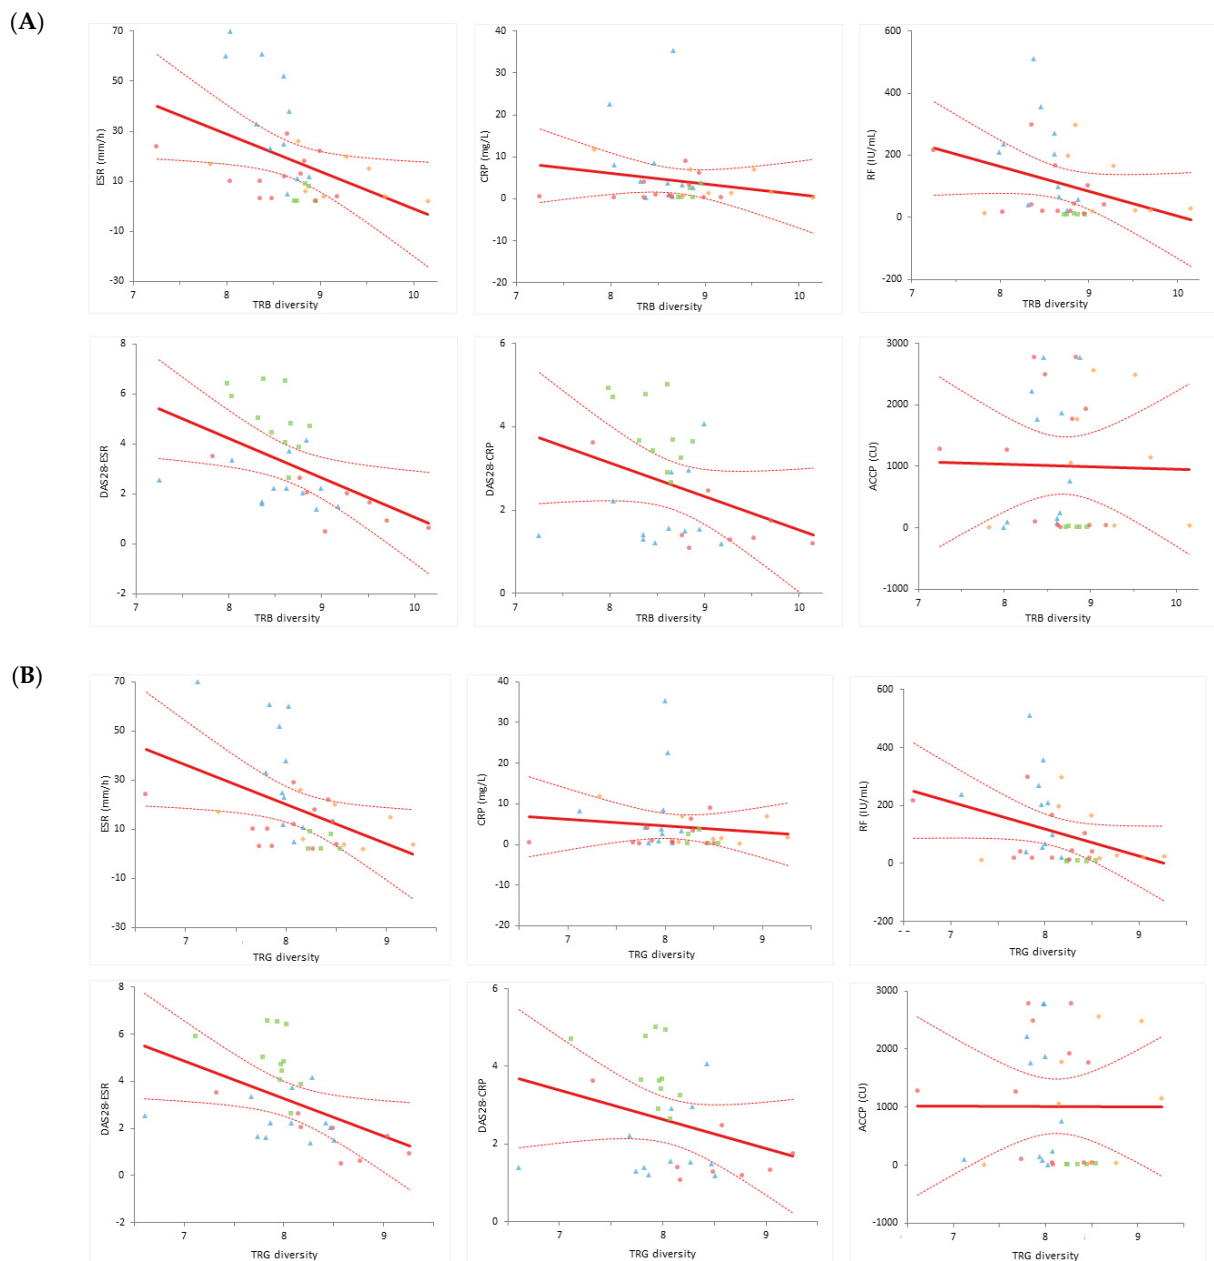 (A)
70
50
30
10
-10
-30
ESR (mm/h)
7 8 9 10
TRB diversity
40
30
20
10
0
-10
-20
CRP (mg/L)
7 8 9 10
TRB diversity
600
400
200
0
-200
RF (IU/mL)
7 8 9 10
TRB diversity
8
6
4
2
0
-2
DAS28-ESR
7 8 9 10
TRB diversity
6
4
2
0
DAS28-CRP
7 8 9 10
TRB diversity
3000
2000
1000
0
-1000
ACCP (CU)
7 8 9 10
TRB diversity
(B)
70
50
30
10
-10
-30
ESR (mm/h)
7 8 9
TRG diversity
40
30
20
10
0
-10
-20
CRP (mg/L)
7 8 9
TRG diversity
600
400
200
0
-200
RF (IU/mL)
7 8 9
TRG diversity
8
6
4
2
0
-2
DAS28-ESR
7 8 9
TRG diversity
6
4
2
0
DAS28-CRP
7 8 9
TRG diversity
3000
2000
1000
0
-1000
ACCP (CU)
7 8 9
TRG diversity